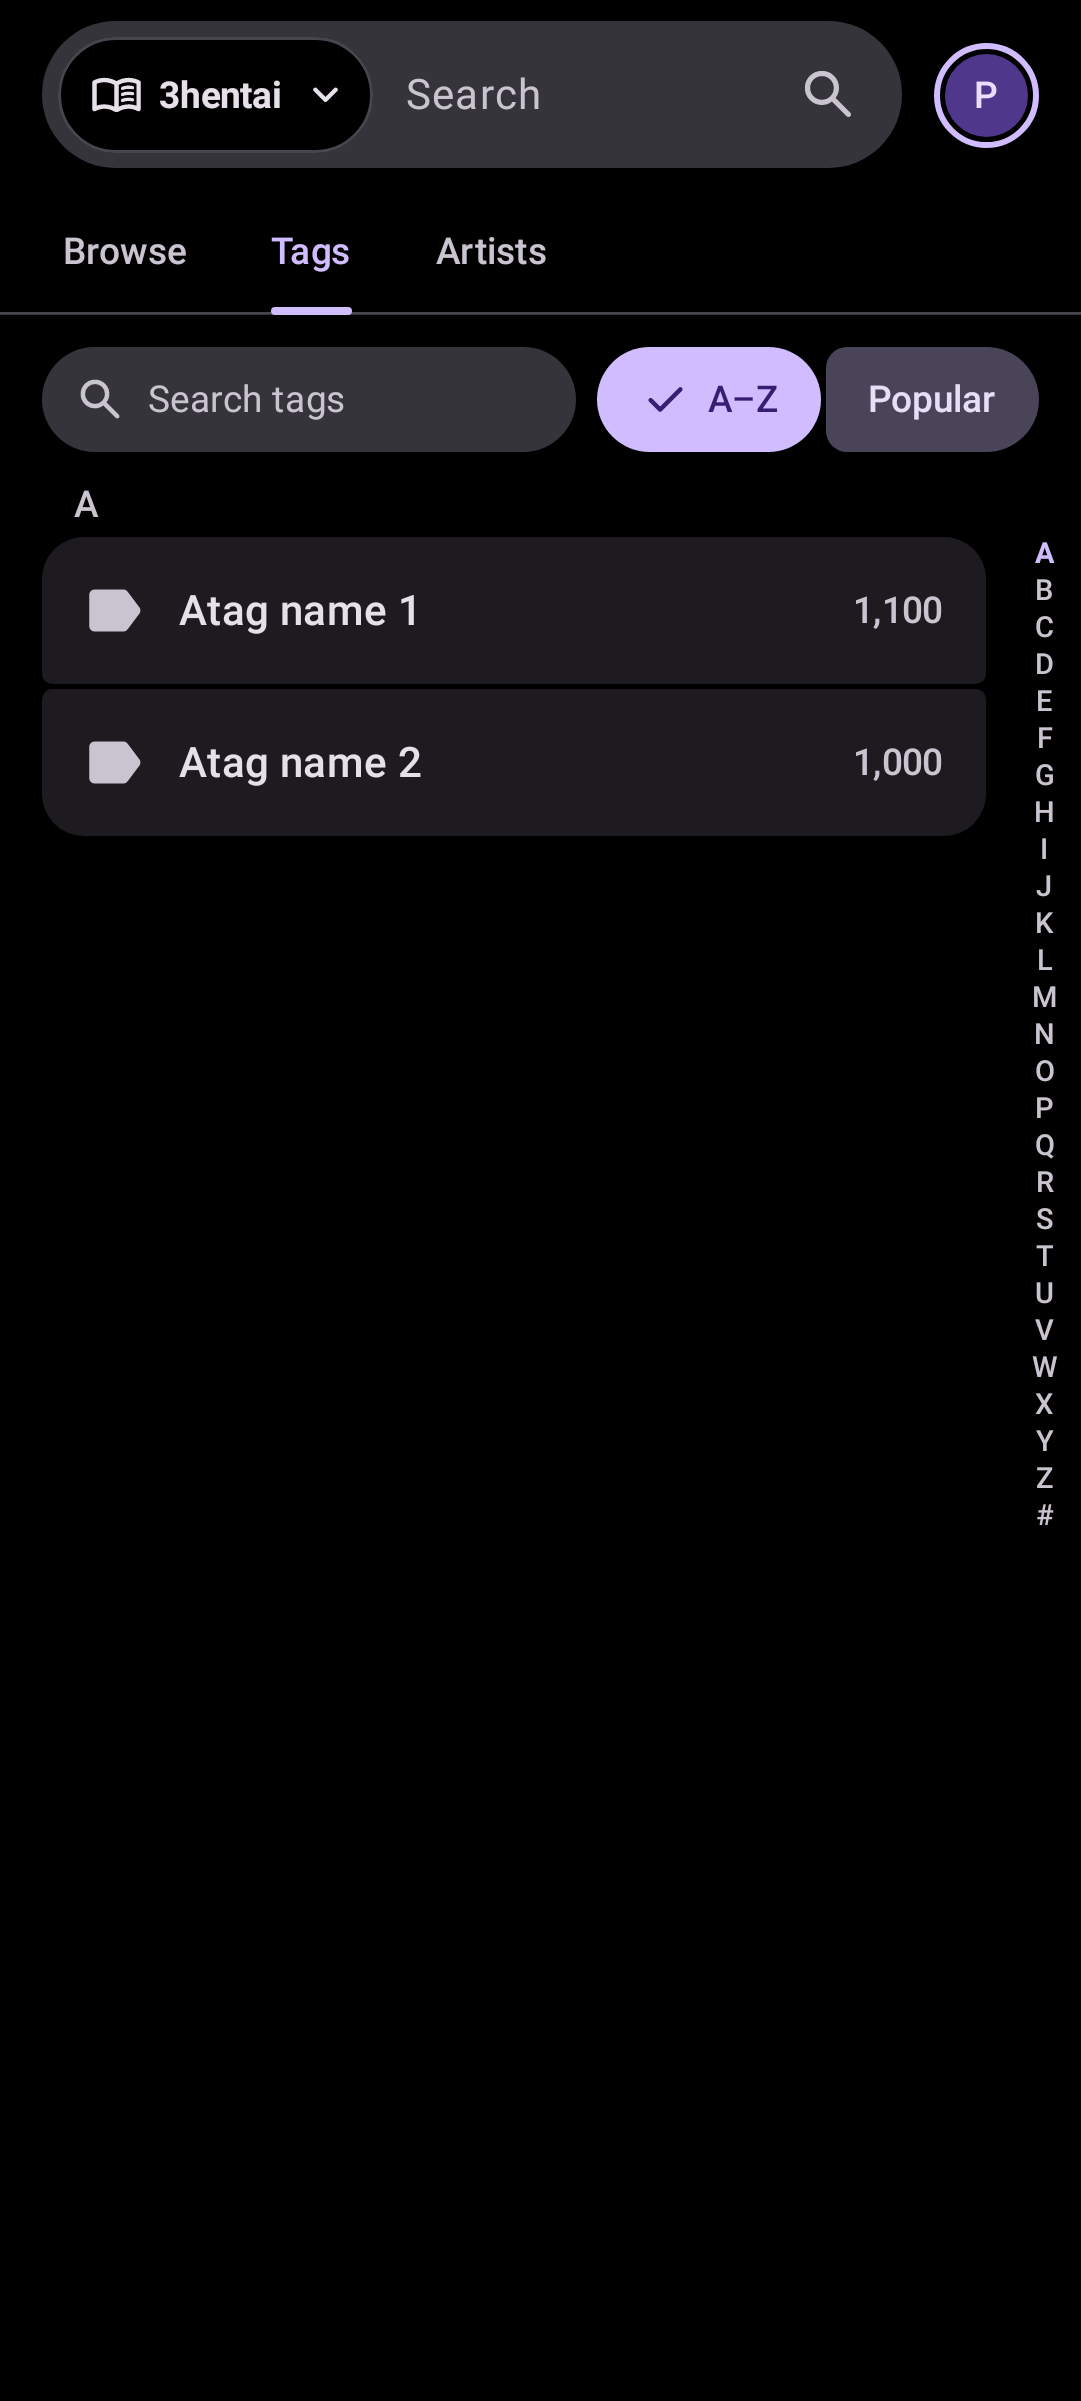 3hentai
Search
P
Browse
Tags
Artists
Search tags
A–Z
Popular
A
Atag name 1
1,100
Atag name 2
1,000
A
B
C
D
E
F
G
H
I
J
K
L
M
N
O
P
Q
R
S
T
U
V
W
X
Y
Z
#